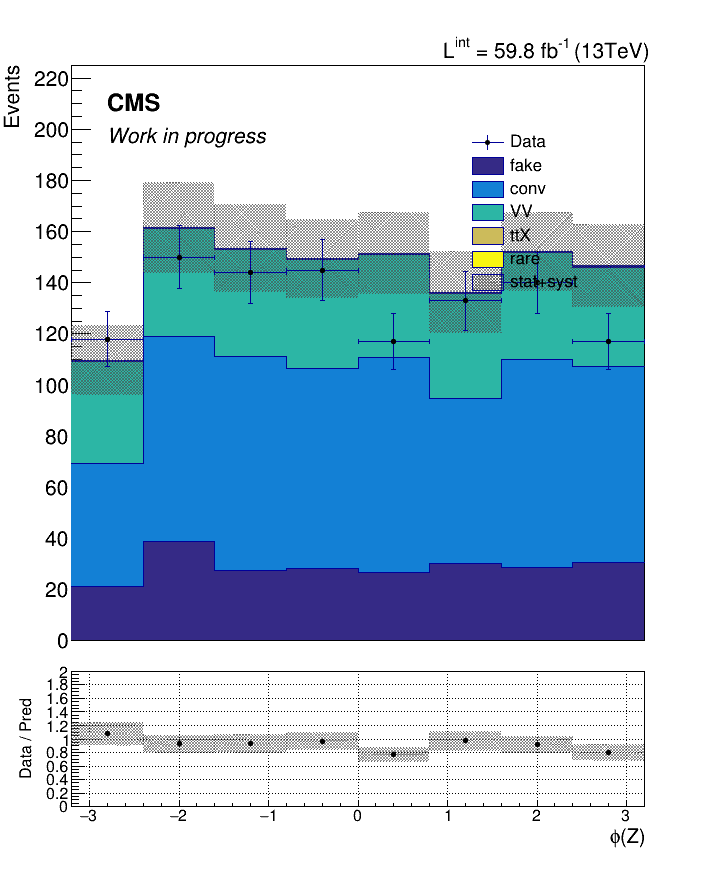 L^int = 59.8 fb^-1 (13TeV)
Events
CMS
Work in progress
Data
fake
conv
VV
ttX
rare
stat+syst
220
200
180
160
140
120
100
80
60
40
20
0
Data / Pred
2
1.8
1.6
1.4
1.2
1
0.8
0.6
0.4
0.2
0
−3 −2 −1 0 1 2 3
ϕ(Z)